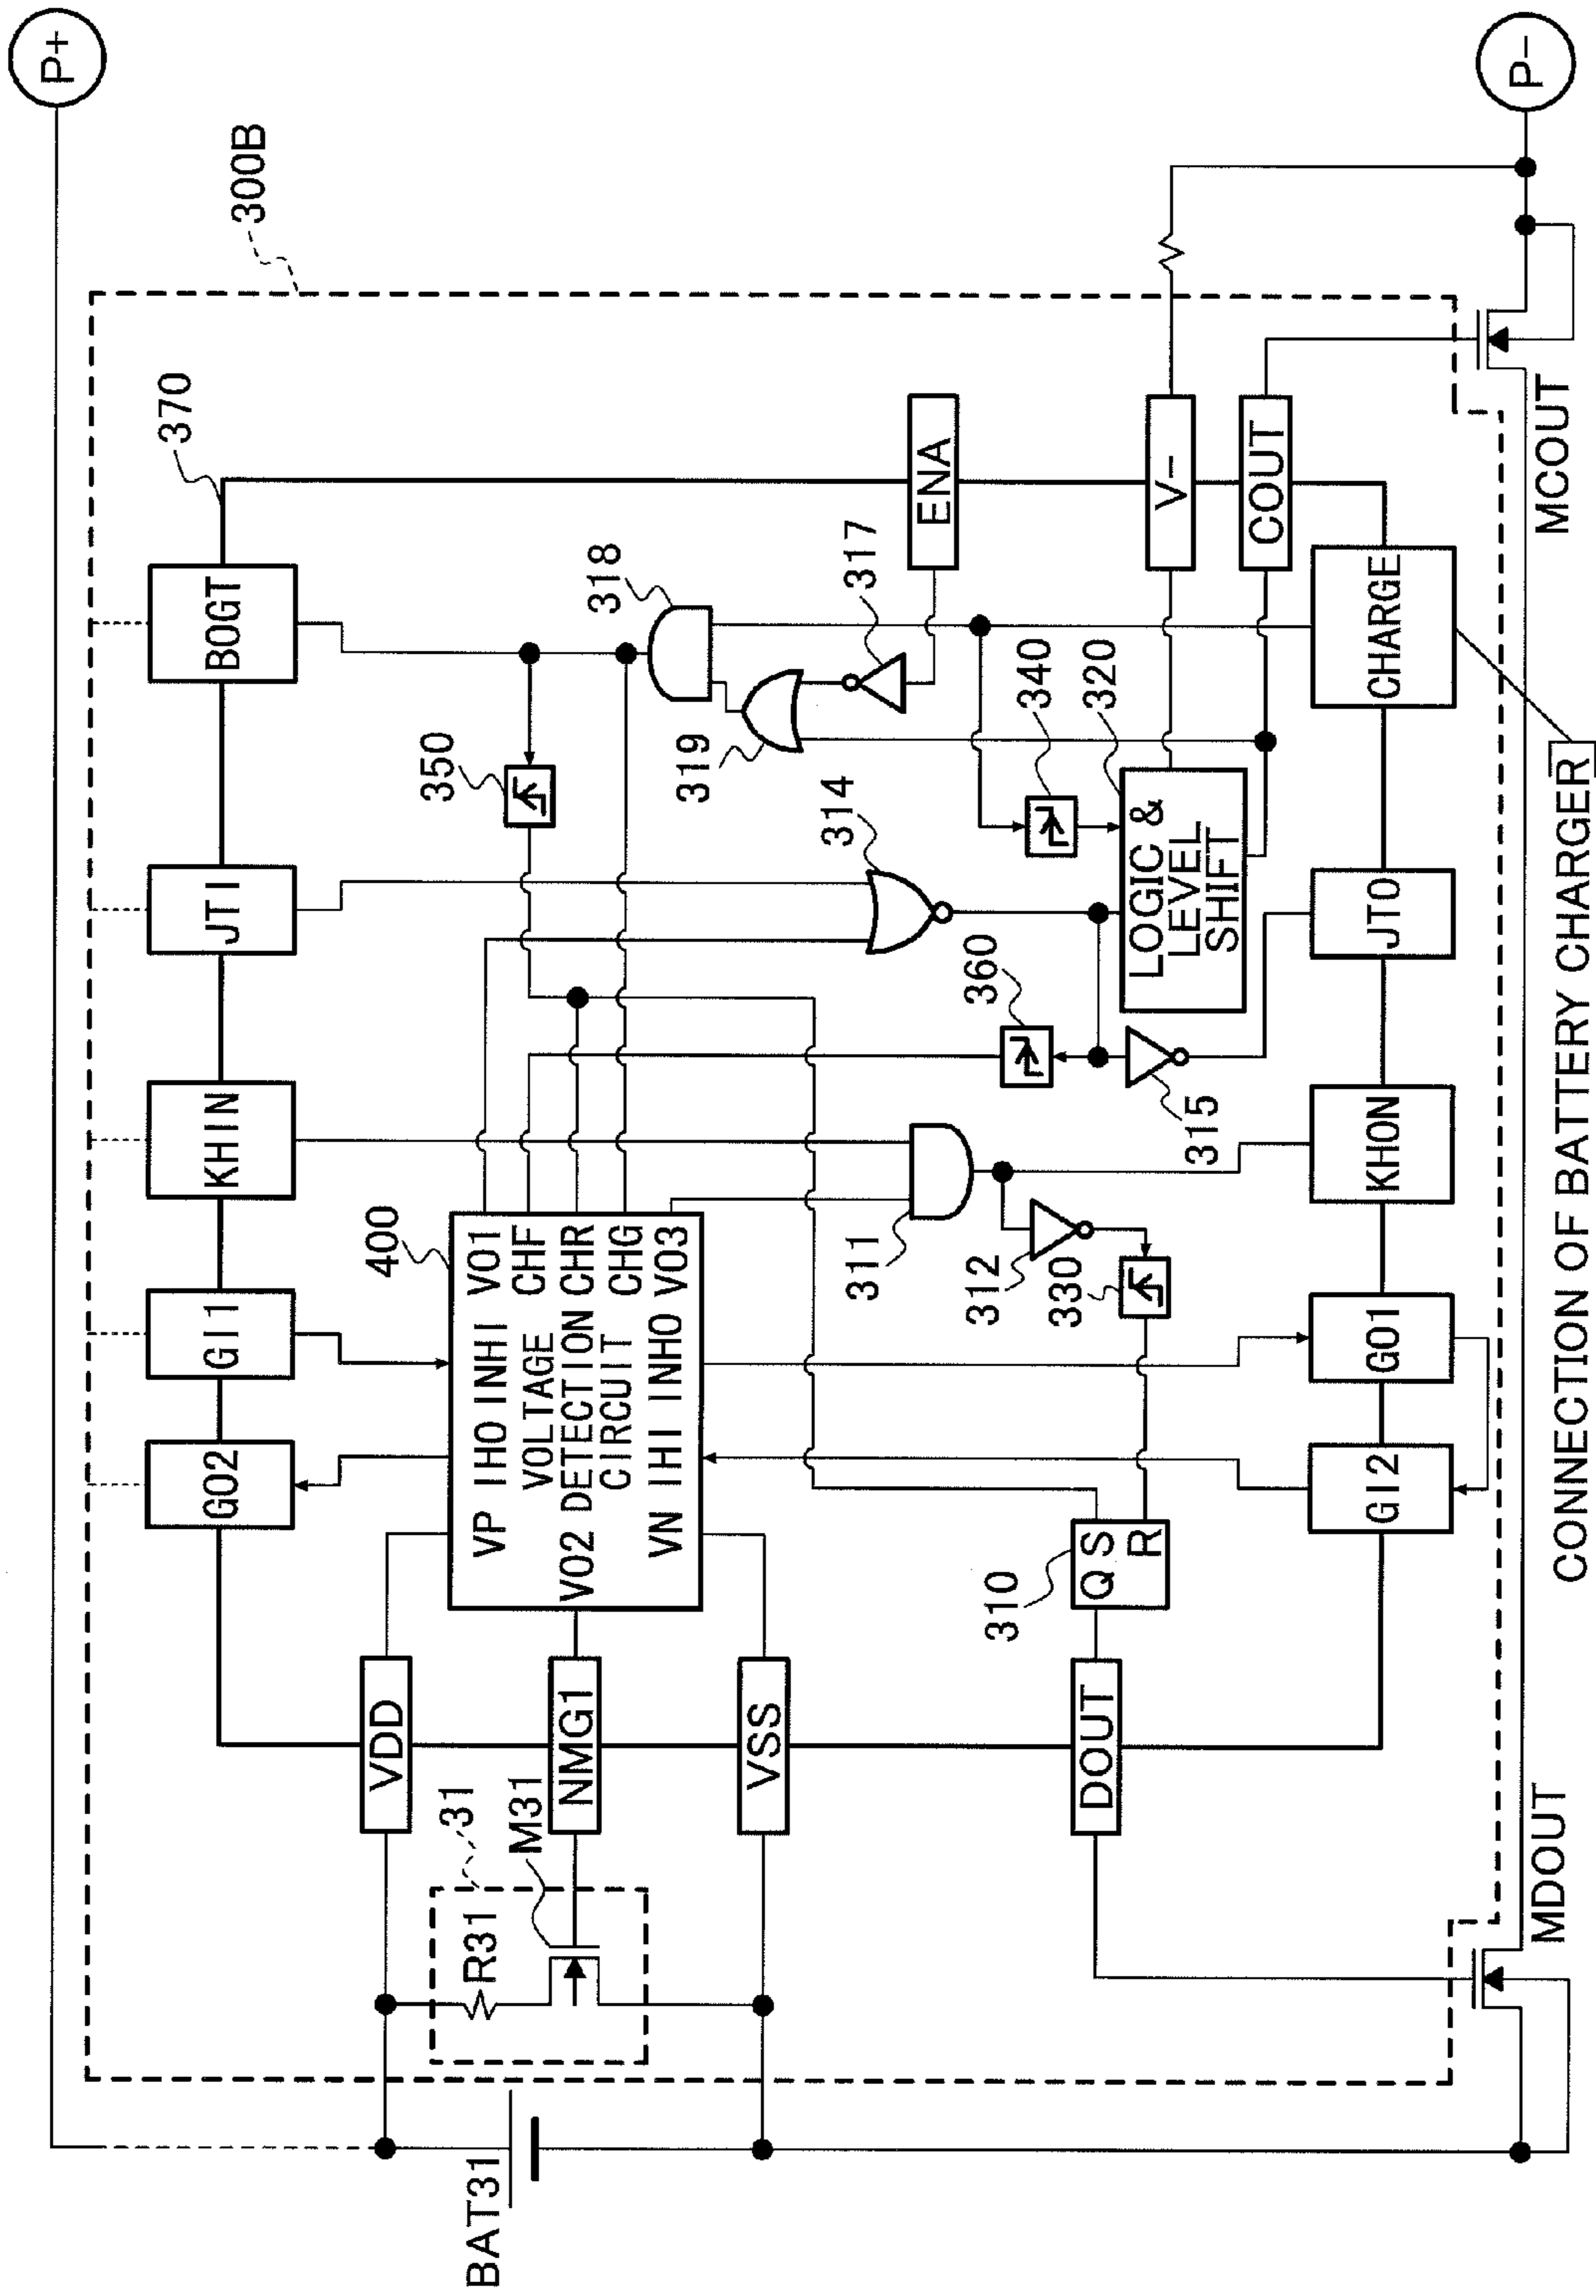 P+
300B
370
BOGT
JTI
KHIN
GI1
GO2
350
318
319
317
314
340
320
360
315
311
312
330
310
ENA
V-
COUT
CHARGE
JTO
KHON
GO1
GI2
LOGIC &
LEVEL
SHIFT
400
VP IHO INHI VO1
VOLTAGE CHF
VO2 DETECTION CHR
CIRCUIT CHG
VN IHI INHO VO3
Q S
R
VDD
NMG1
VSS
DOUT
31
M31
R31
BAT31
MDOUT
MCOUT
P-
CONNECTION OF BATTERY CHARGER